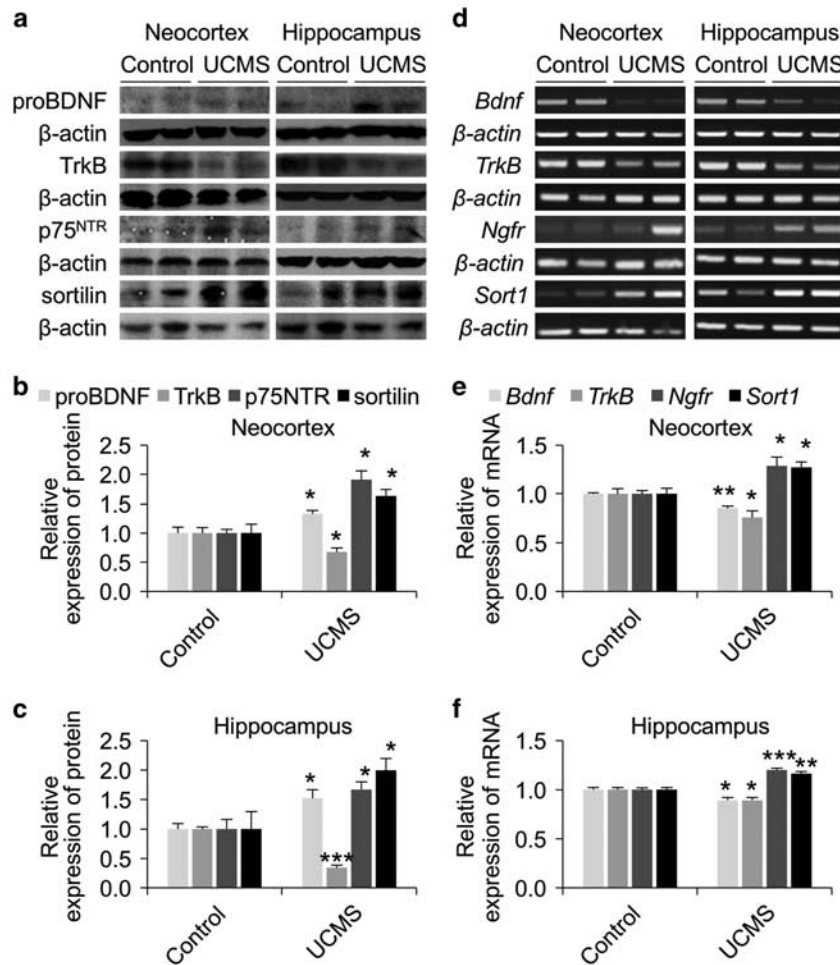 a
Neocortex Hippocampus
Control UCMS Control UCMS
proBDNF
β-actin
TrkB
β-actin
p75NTR
β-actin
sortilin
β-actin
d
Neocortex Hippocampus
Control UCMS Control UCMS
Bdnf
β-actin
TrkB
β-actin
Ngfr
β-actin
Sort1
β-actin
b
proBDNF TrkB p75NTR sortilin
Neocortex
Relative
expression of protein
2.5
2.0
1.5
1.0
0.5
0.0
* * * *
Control UCMS
c
Hippocampus
Relative
expression of protein
2.5
2.0
1.5
1.0
0.5
0.0
* *** * *
Control UCMS
e
Bdnf TrkB Ngfr Sort1
Neocortex
Relative
expression of mRNA
1.5
1.0
0.5
0.0
** * * *
Control UCMS
f
Hippocampus
Relative
expression of mRNA
1.5
1.0
0.5
0.0
* * *** **
Control UCMS